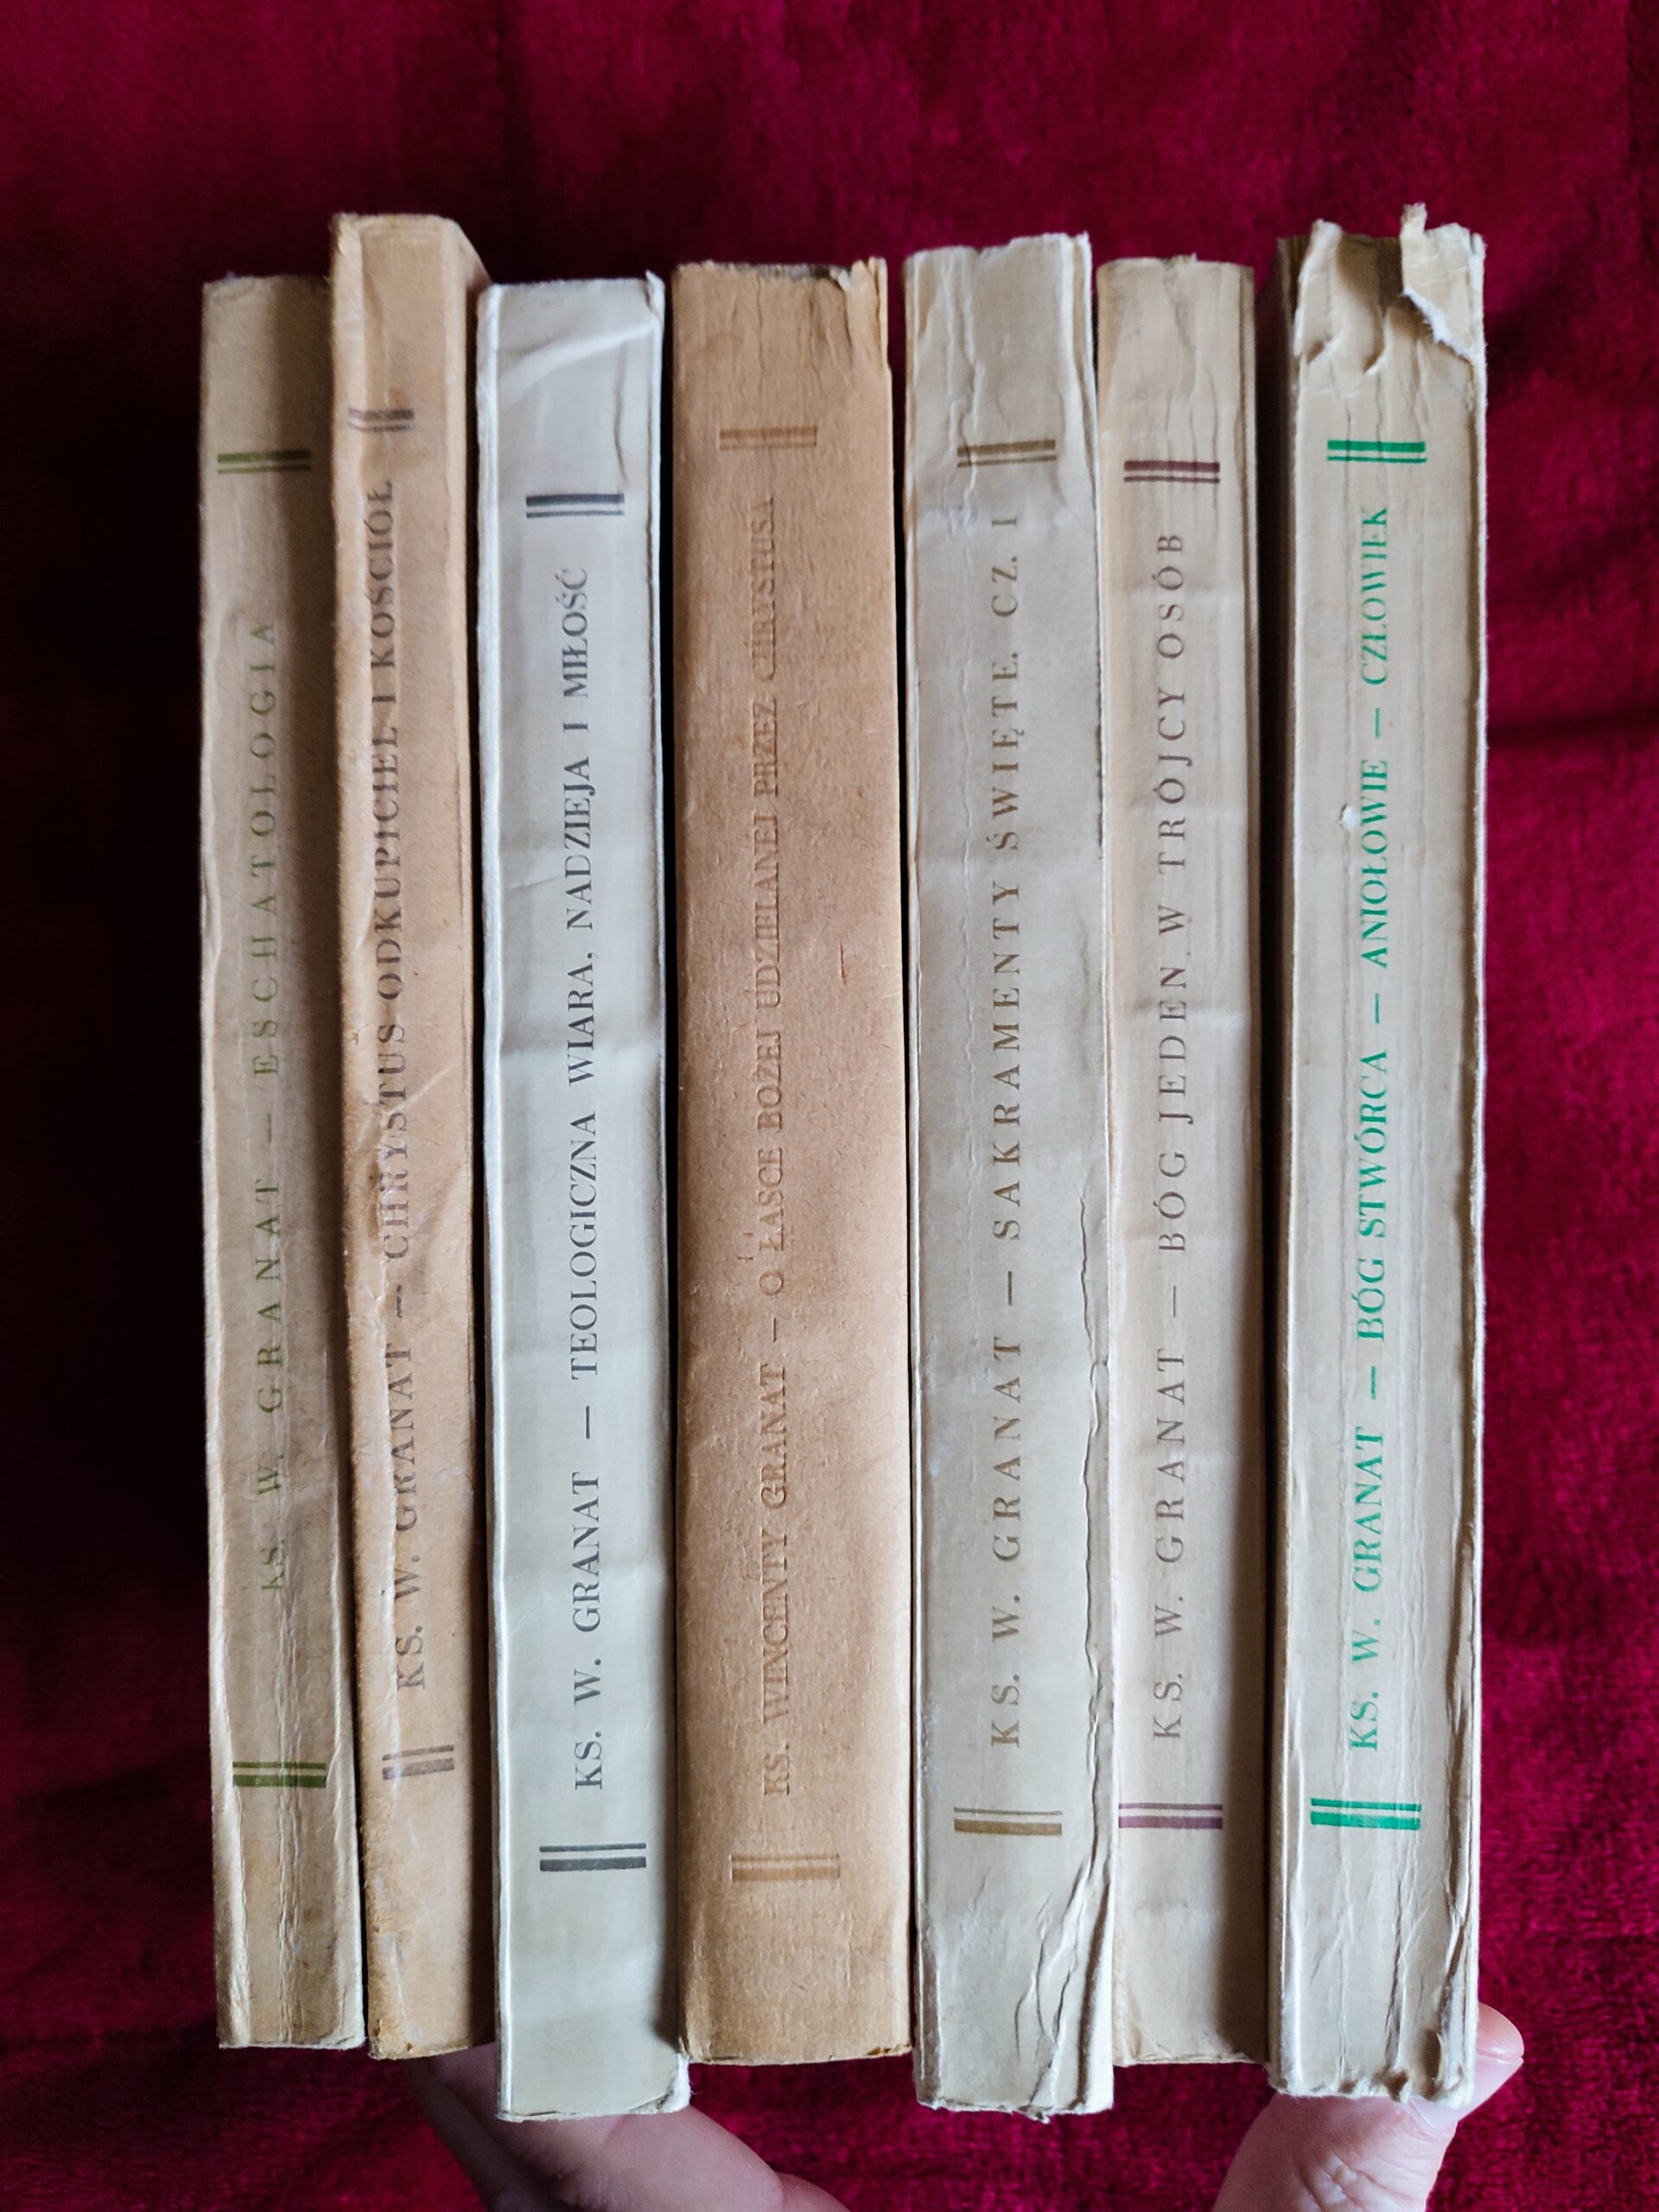 KS. W. GRANAT — ESCHATOLOGIA
KS. W. GRANAT — CHRYSTUS ODKUPICIEL I KOŚCIÓŁ
KS. W. GRANAT — TEOLOGICZNA WIARA, NADZIEJA I MIŁOŚĆ
KS. WINCENTY GRANAT — O ŁASCE BOŻEJ UDZIELANEJ PRZEZ CHRYSTUSA
KS. W. GRANAT — SAKRAMENTY ŚWIĘTE. CZ. I
KS. W. GRANAT — BÓG JEDEN W TRÓJCY OSÓB
KS. W. GRANAT — BÓG STWÓRCA — ANIOŁOWIE — CZŁOWIEK